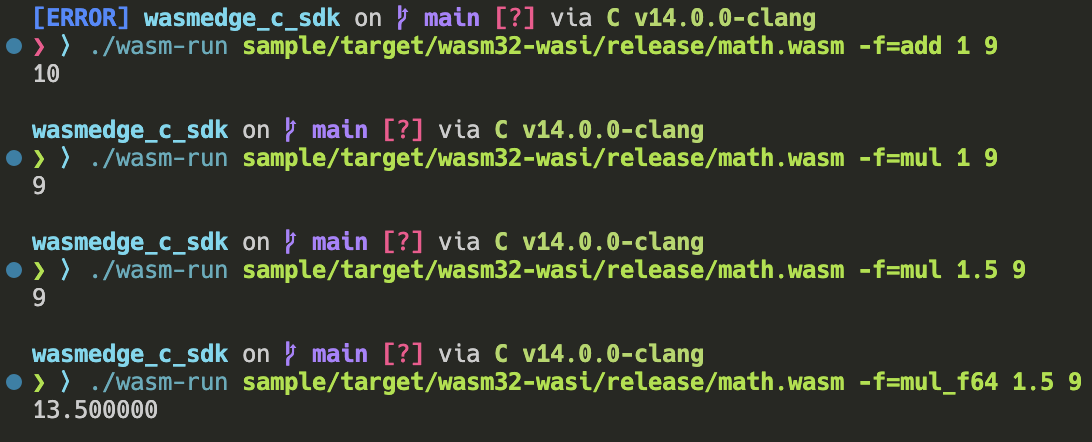 [ERROR] wasmedge_c_sdk on main [?] via C v14.0.0-clang
❯ ⟩ ./wasm-run sample/target/wasm32-wasi/release/math.wasm -f=add 1 9
10
wasmedge_c_sdk on main [?] via C v14.0.0-clang
❯ ⟩ ./wasm-run sample/target/wasm32-wasi/release/math.wasm -f=mul 1 9
9
wasmedge_c_sdk on main [?] via C v14.0.0-clang
❯ ⟩ ./wasm-run sample/target/wasm32-wasi/release/math.wasm -f=mul 1.5 9
9
wasmedge_c_sdk on main [?] via C v14.0.0-clang
❯ ⟩ ./wasm-run sample/target/wasm32-wasi/release/math.wasm -f=mul_f64 1.5 9
13.500000